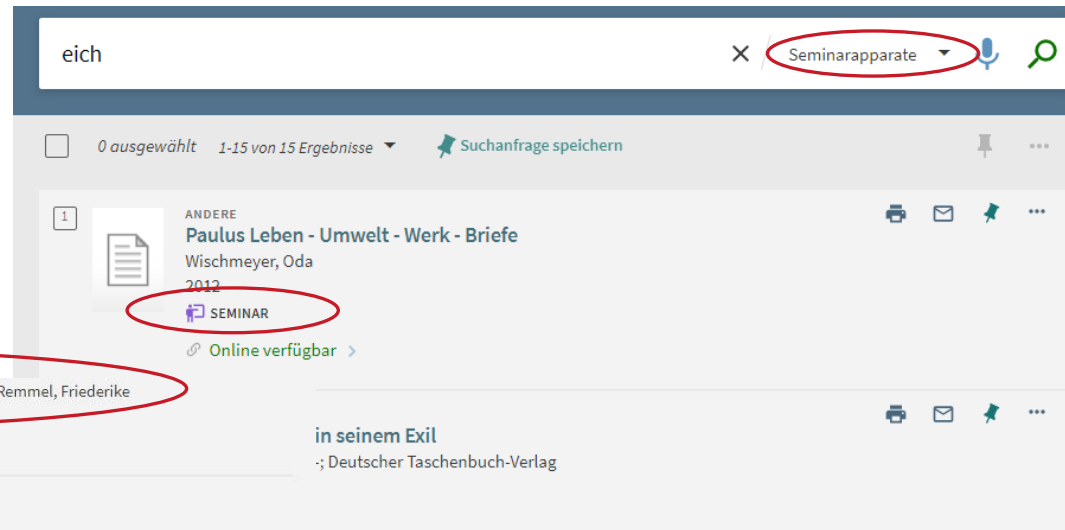 eich
Seminarapparate
0 ausgewählt 1-15 von 15 Ergebnisse Suchanfrage speichern
1
ANDERE
Paulus Leben - Umwelt - Werk - Briefe
Wischmeyer, Oda
2012
SEMINAR
Online verfügbar
Remmel, Friederike
in seinem Exil
-; Deutscher Taschenbuch-Verlag